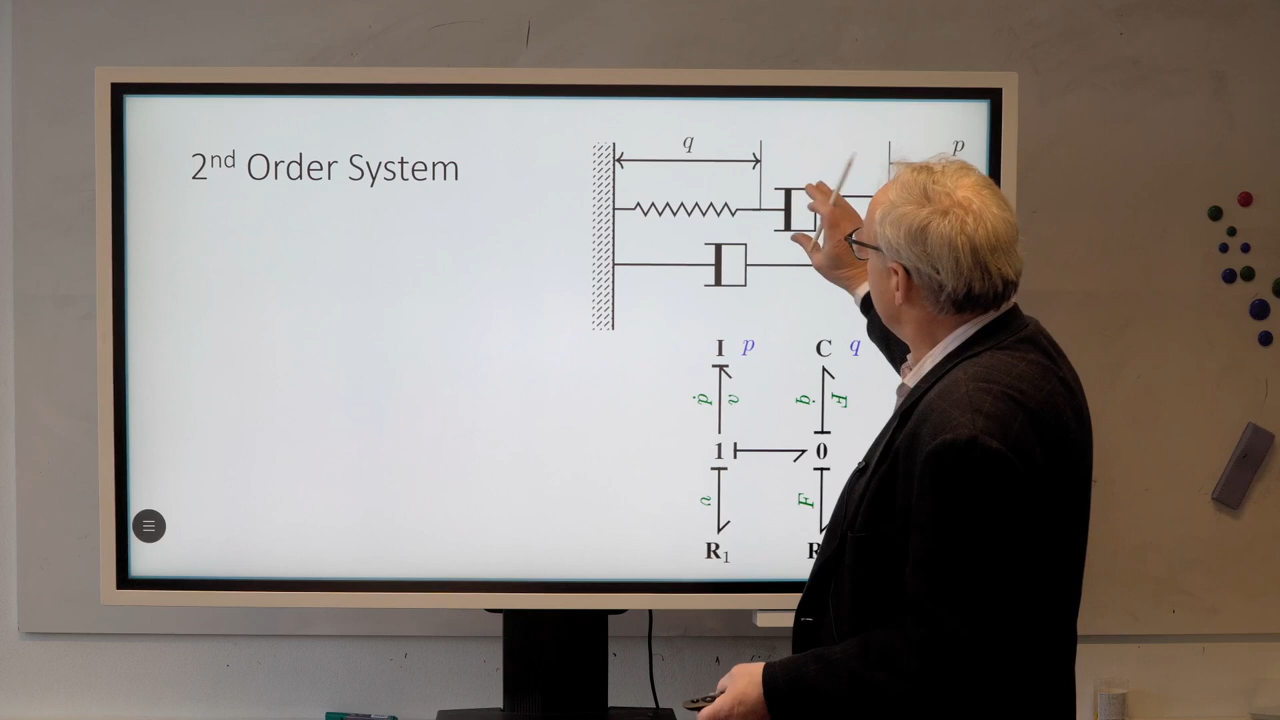 2nd Order System
q
p
I p
C q
ṗ v
q̇ F
1
0
v
F
R1
R